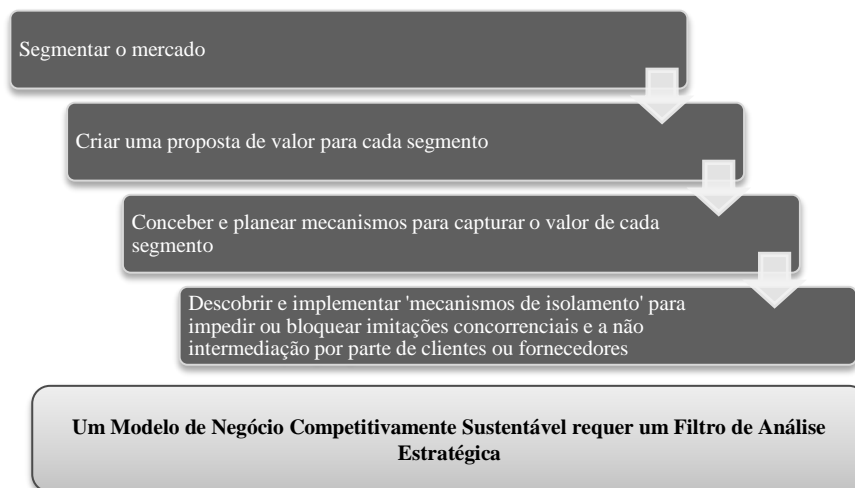 Segmentar o mercado
Criar uma proposta de valor para cada segmento
Conceber e planear mecanismos para capturar o valor de cada
segmento
Descobrir e implementar 'mecanismos de isolamento' para
impedir ou bloquear imitações concorrenciais e a não
intermediação por parte de clientes ou fornecedores
Um Modelo de Negócio Competitivamente Sustentável requer um Filtro de Análise
Estratégica